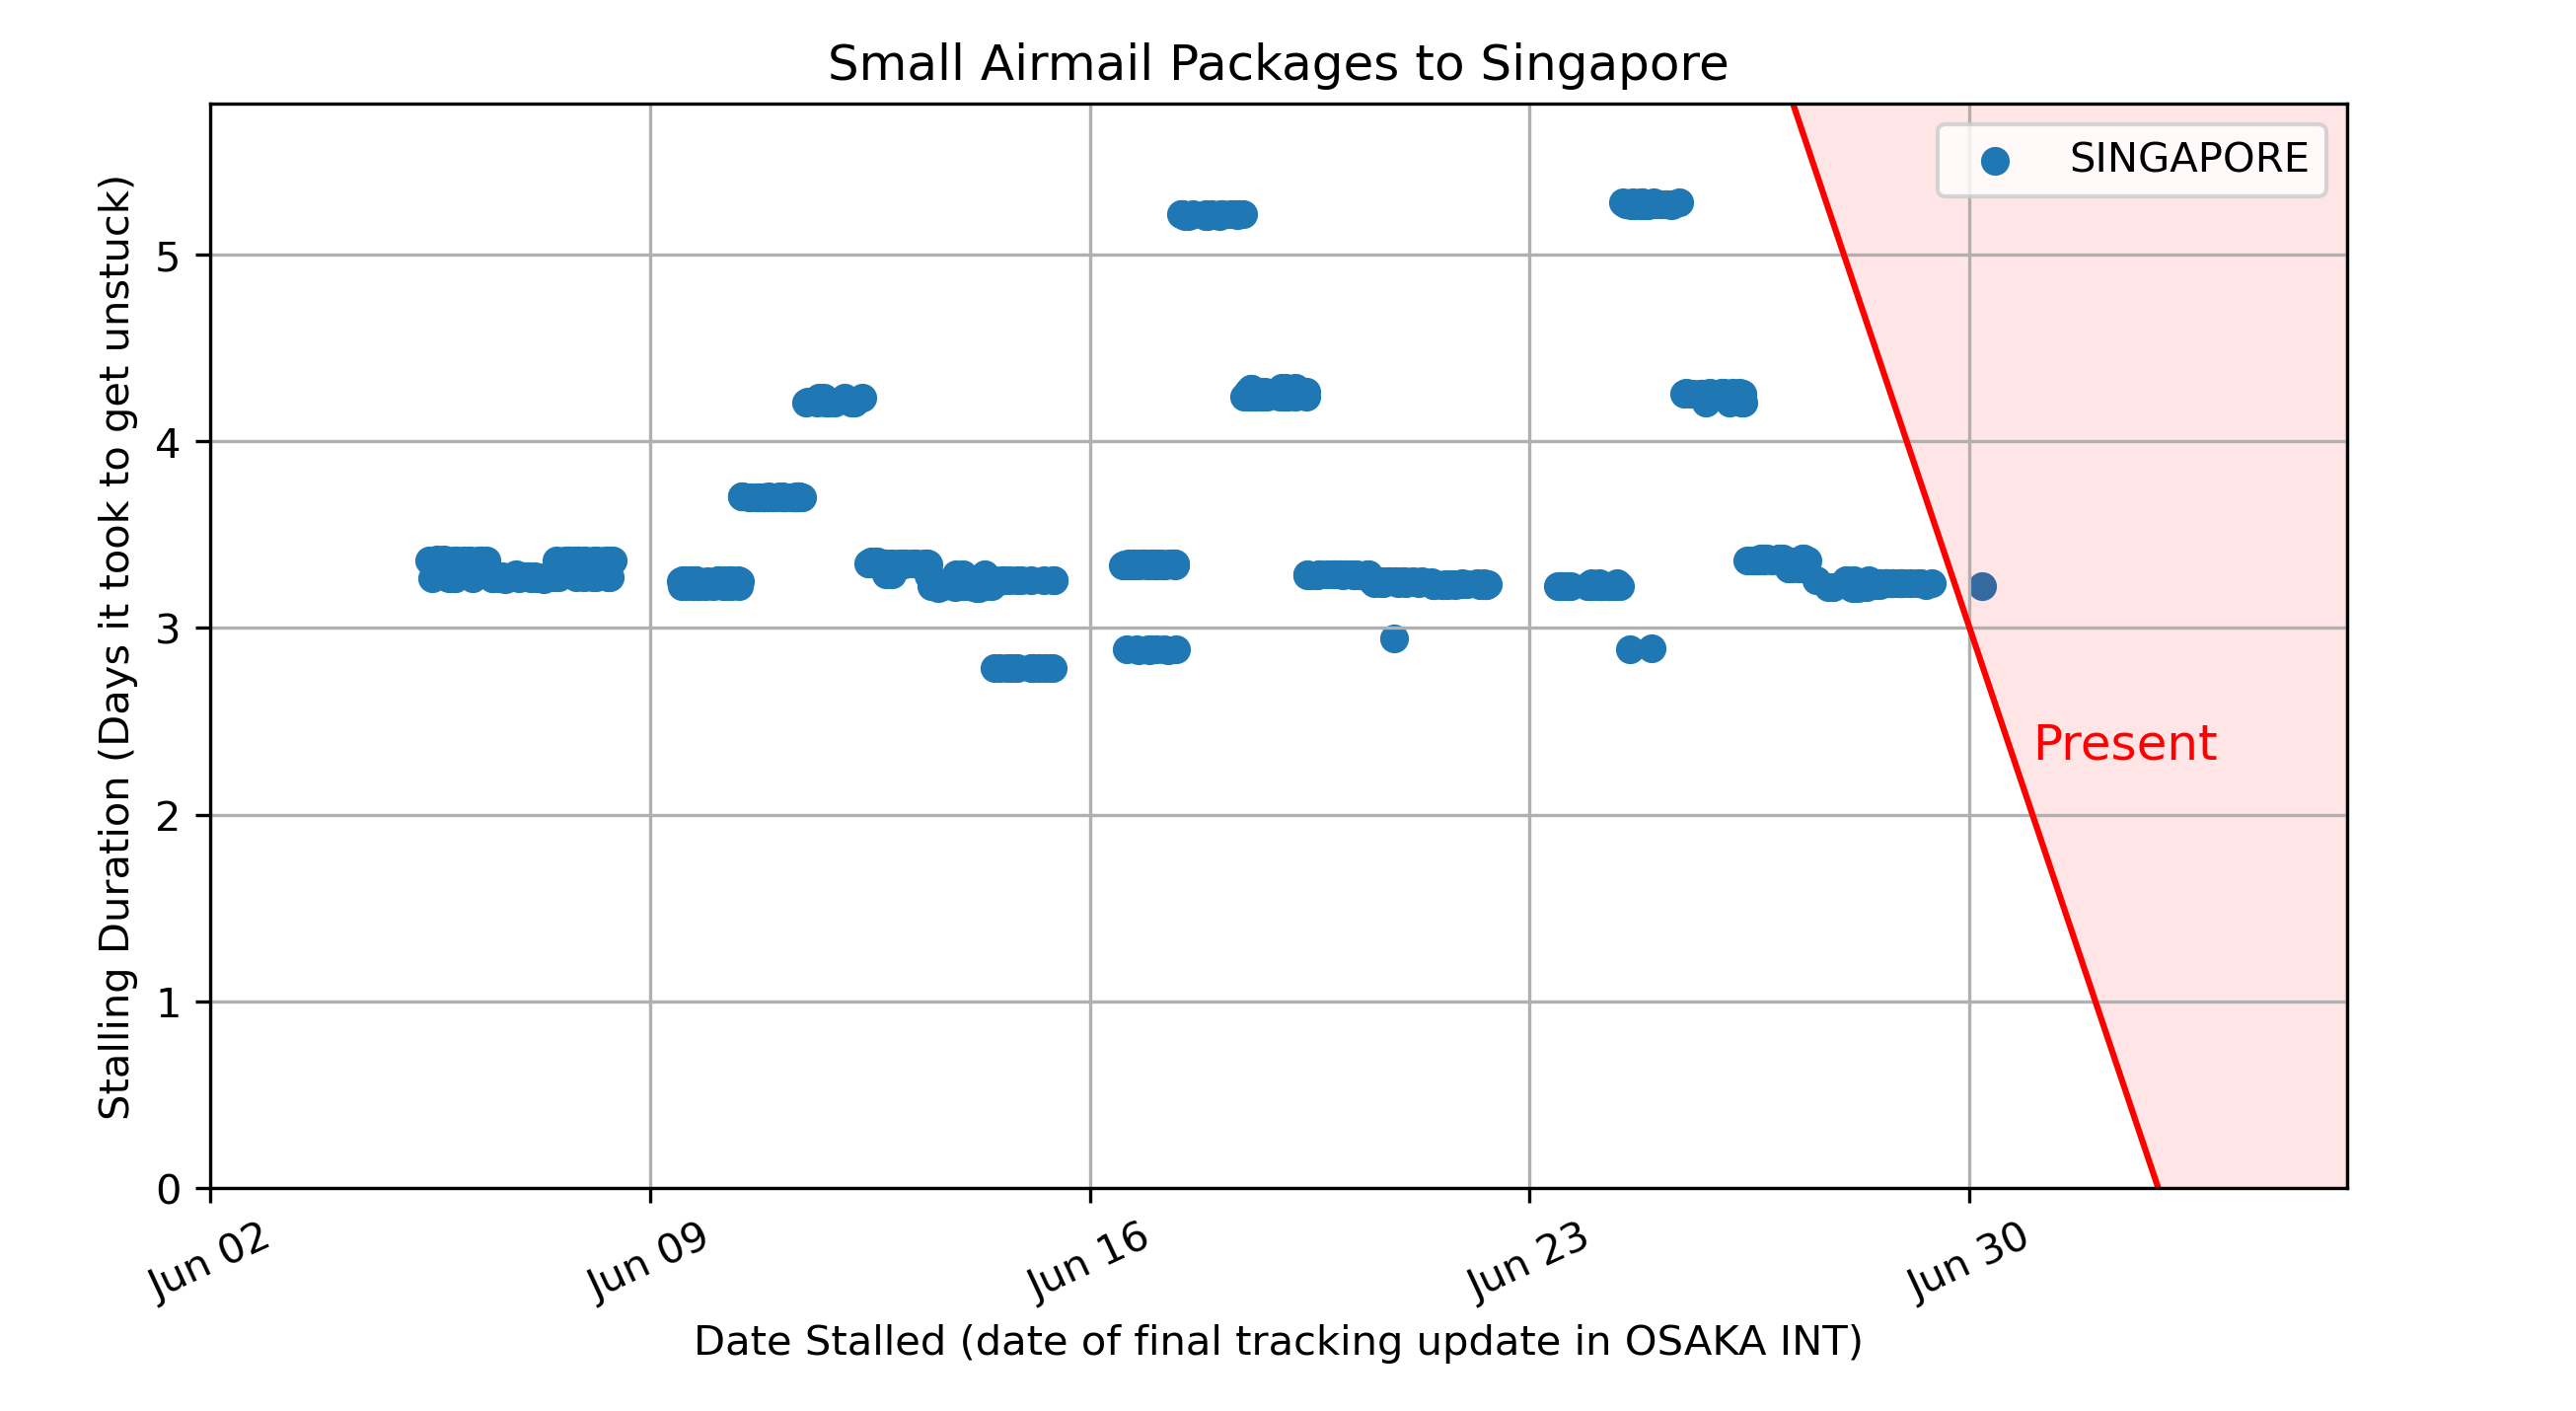 Small Airmail Packages to Singapore
SINGAPORE
Stalling Duration (Days it took to get unstuck)
5
4
3
2
1
0
Present
Jun 02
Jun 09
Jun 16
Jun 23
Jun 30
Date Stalled (date of final tracking update in OSAKA INT)